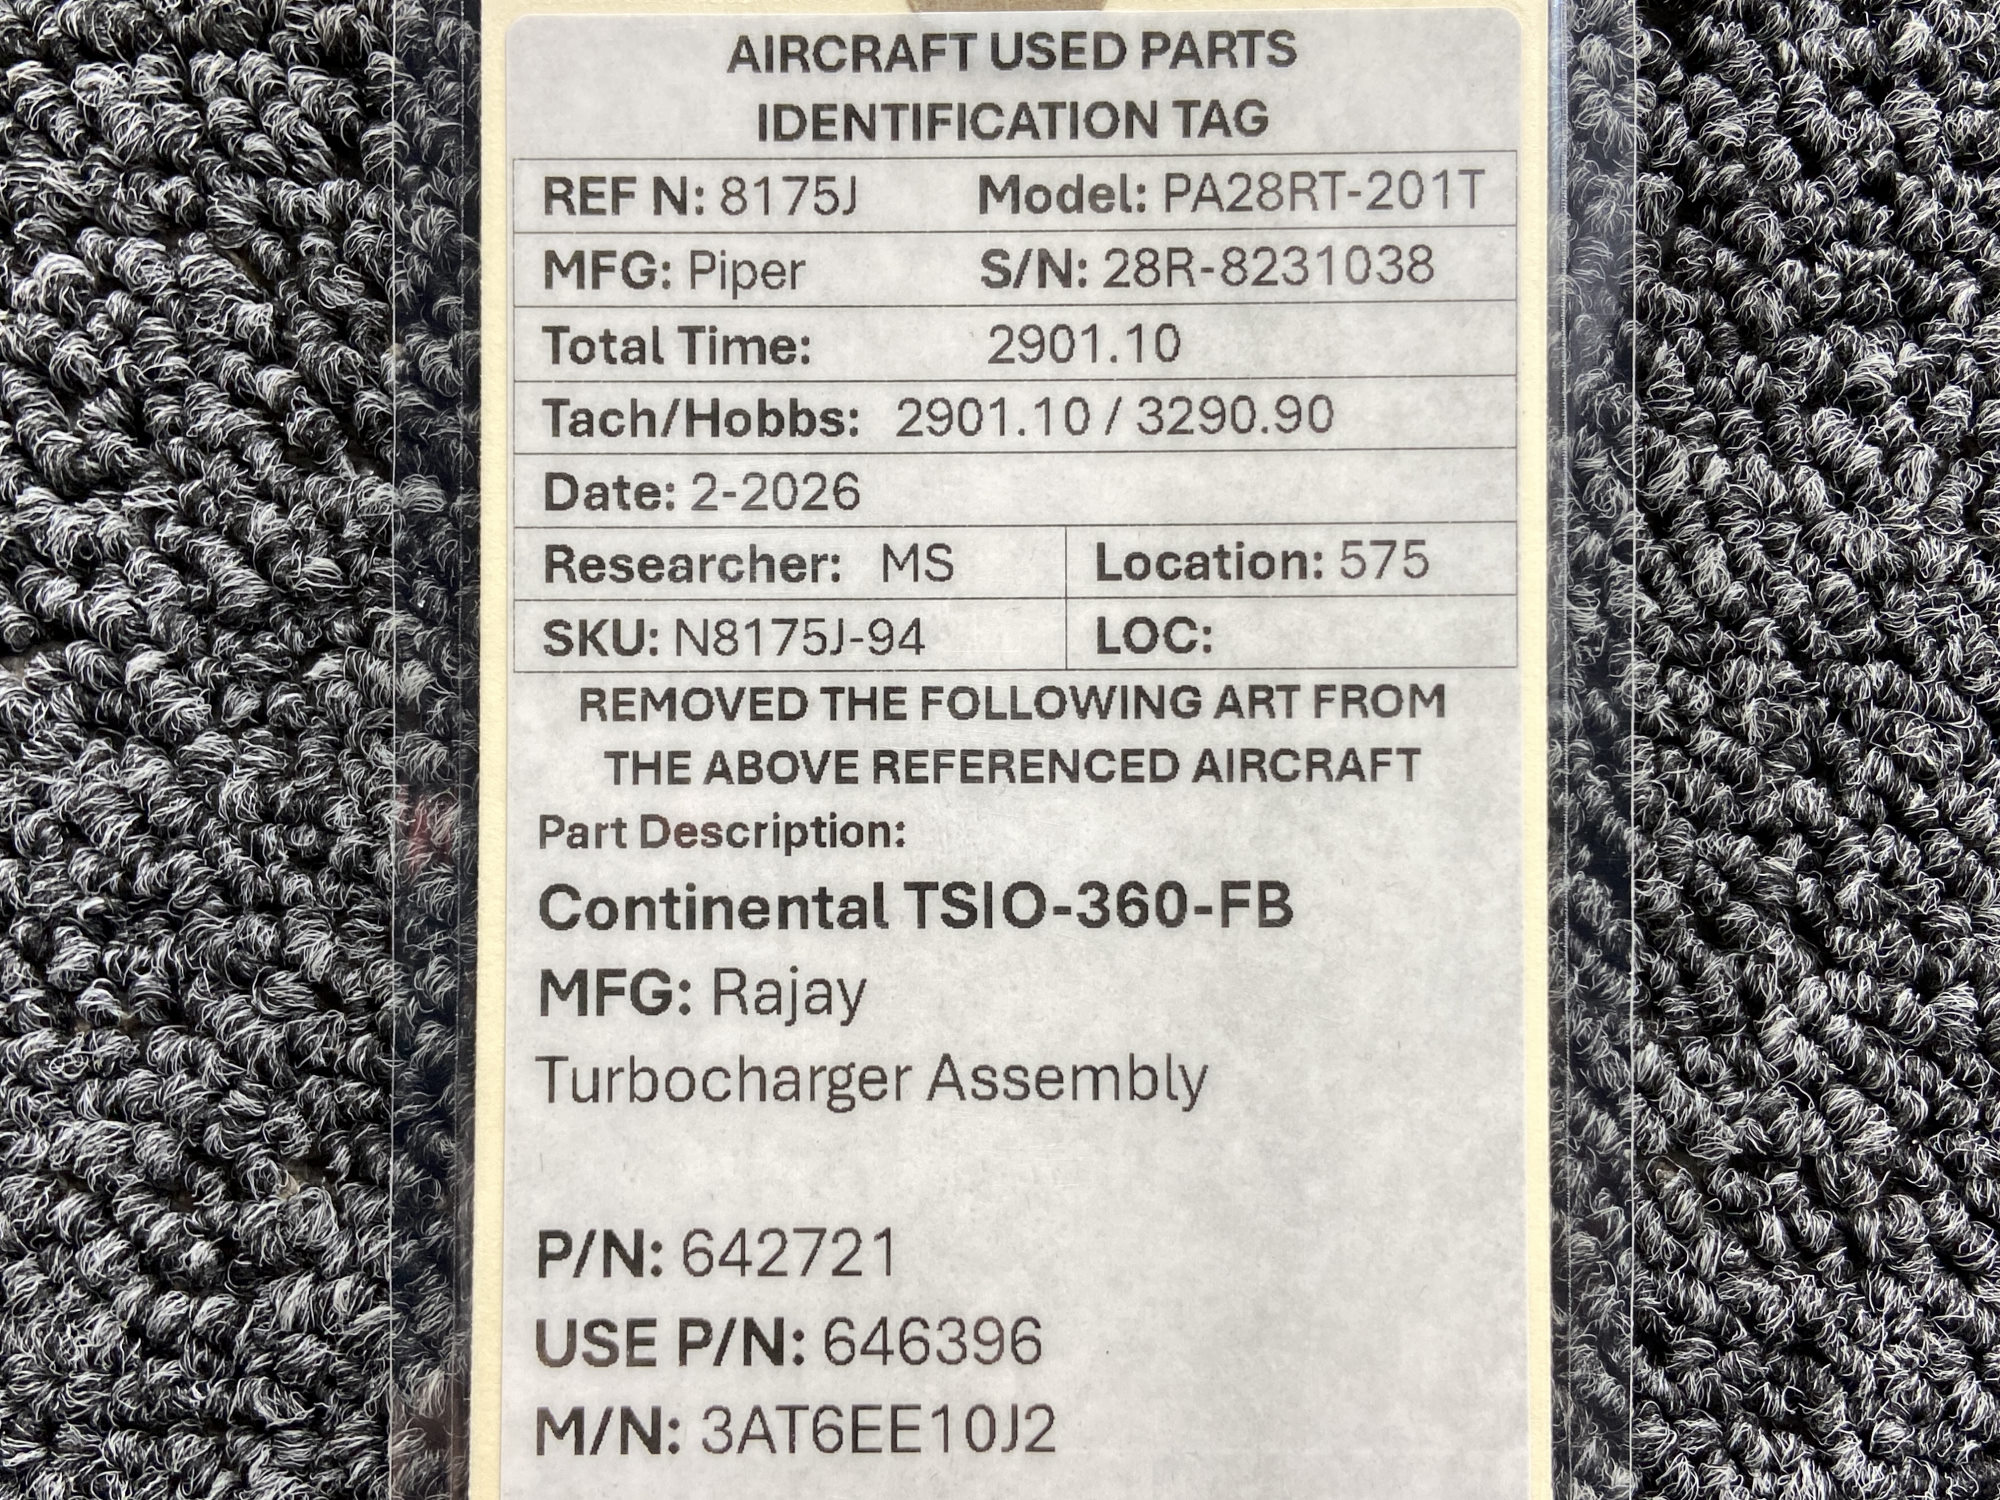 AIRCRAFT USED PARTS
IDENTIFICATION TAG
REF N: 8175J Model: PA28RT-201T
MFG: Piper S/N: 28R-8231038
Total Time: 2901.10
Tach/Hobbs: 2901.10 / 3290.90
Date: 2-2026
Researcher: MS Location: 575
SKU: N8175J-94 LOC:
REMOVED THE FOLLOWING ART FROM
THE ABOVE REFERENCED AIRCRAFT
Part Description:
Continental TSIO-360-FB
MFG: Rajay
Turbocharger Assembly
P/N: 642721
USE P/N: 646396
M/N: 3AT6EE10J2